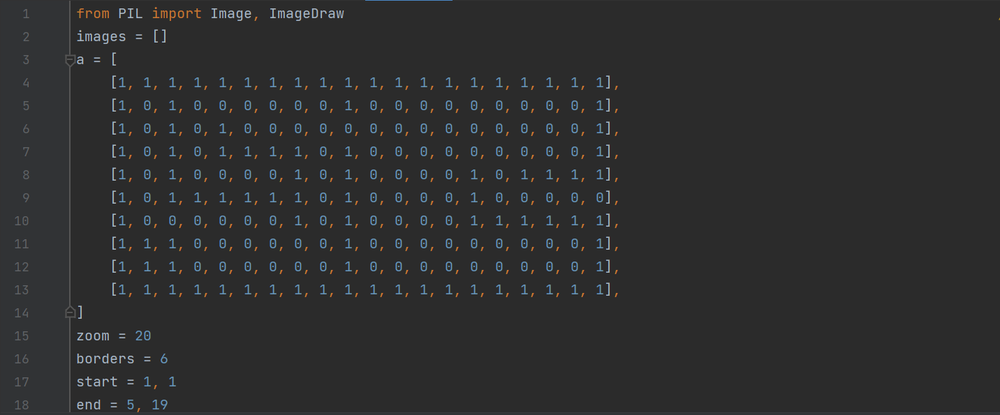 1 from PIL import Image, ImageDraw
2 images = []
3 a = [
4 [1, 1, 1, 1, 1, 1, 1, 1, 1, 1, 1, 1, 1, 1, 1, 1, 1, 1, 1, 1],
5 [1, 0, 1, 0, 0, 0, 0, 0, 0, 1, 0, 0, 0, 0, 0, 0, 0, 0, 0, 1],
6 [1, 0, 1, 0, 1, 0, 0, 0, 0, 0, 0, 0, 0, 0, 0, 0, 0, 0, 0, 1],
7 [1, 0, 1, 0, 1, 1, 1, 1, 0, 1, 0, 0, 0, 0, 0, 0, 0, 0, 0, 1],
8 [1, 0, 1, 0, 0, 0, 0, 1, 0, 1, 0, 0, 0, 0, 1, 0, 1, 1, 1, 1],
9 [1, 0, 1, 1, 1, 1, 1, 1, 0, 1, 0, 0, 0, 0, 1, 0, 0, 0, 0, 0],
10 [1, 0, 0, 0, 0, 0, 0, 1, 0, 1, 0, 0, 0, 0, 1, 1, 1, 1, 1, 1],
11 [1, 1, 1, 0, 0, 0, 0, 0, 0, 1, 0, 0, 0, 0, 0, 0, 0, 0, 0, 1],
12 [1, 1, 1, 0, 0, 0, 0, 0, 0, 1, 0, 0, 0, 0, 0, 0, 0, 0, 0, 1],
13 [1, 1, 1, 1, 1, 1, 1, 1, 1, 1, 1, 1, 1, 1, 1, 1, 1, 1, 1, 1],
14 ]
15 zoom = 20
16 borders = 6
17 start = 1, 1
18 end = 5, 19